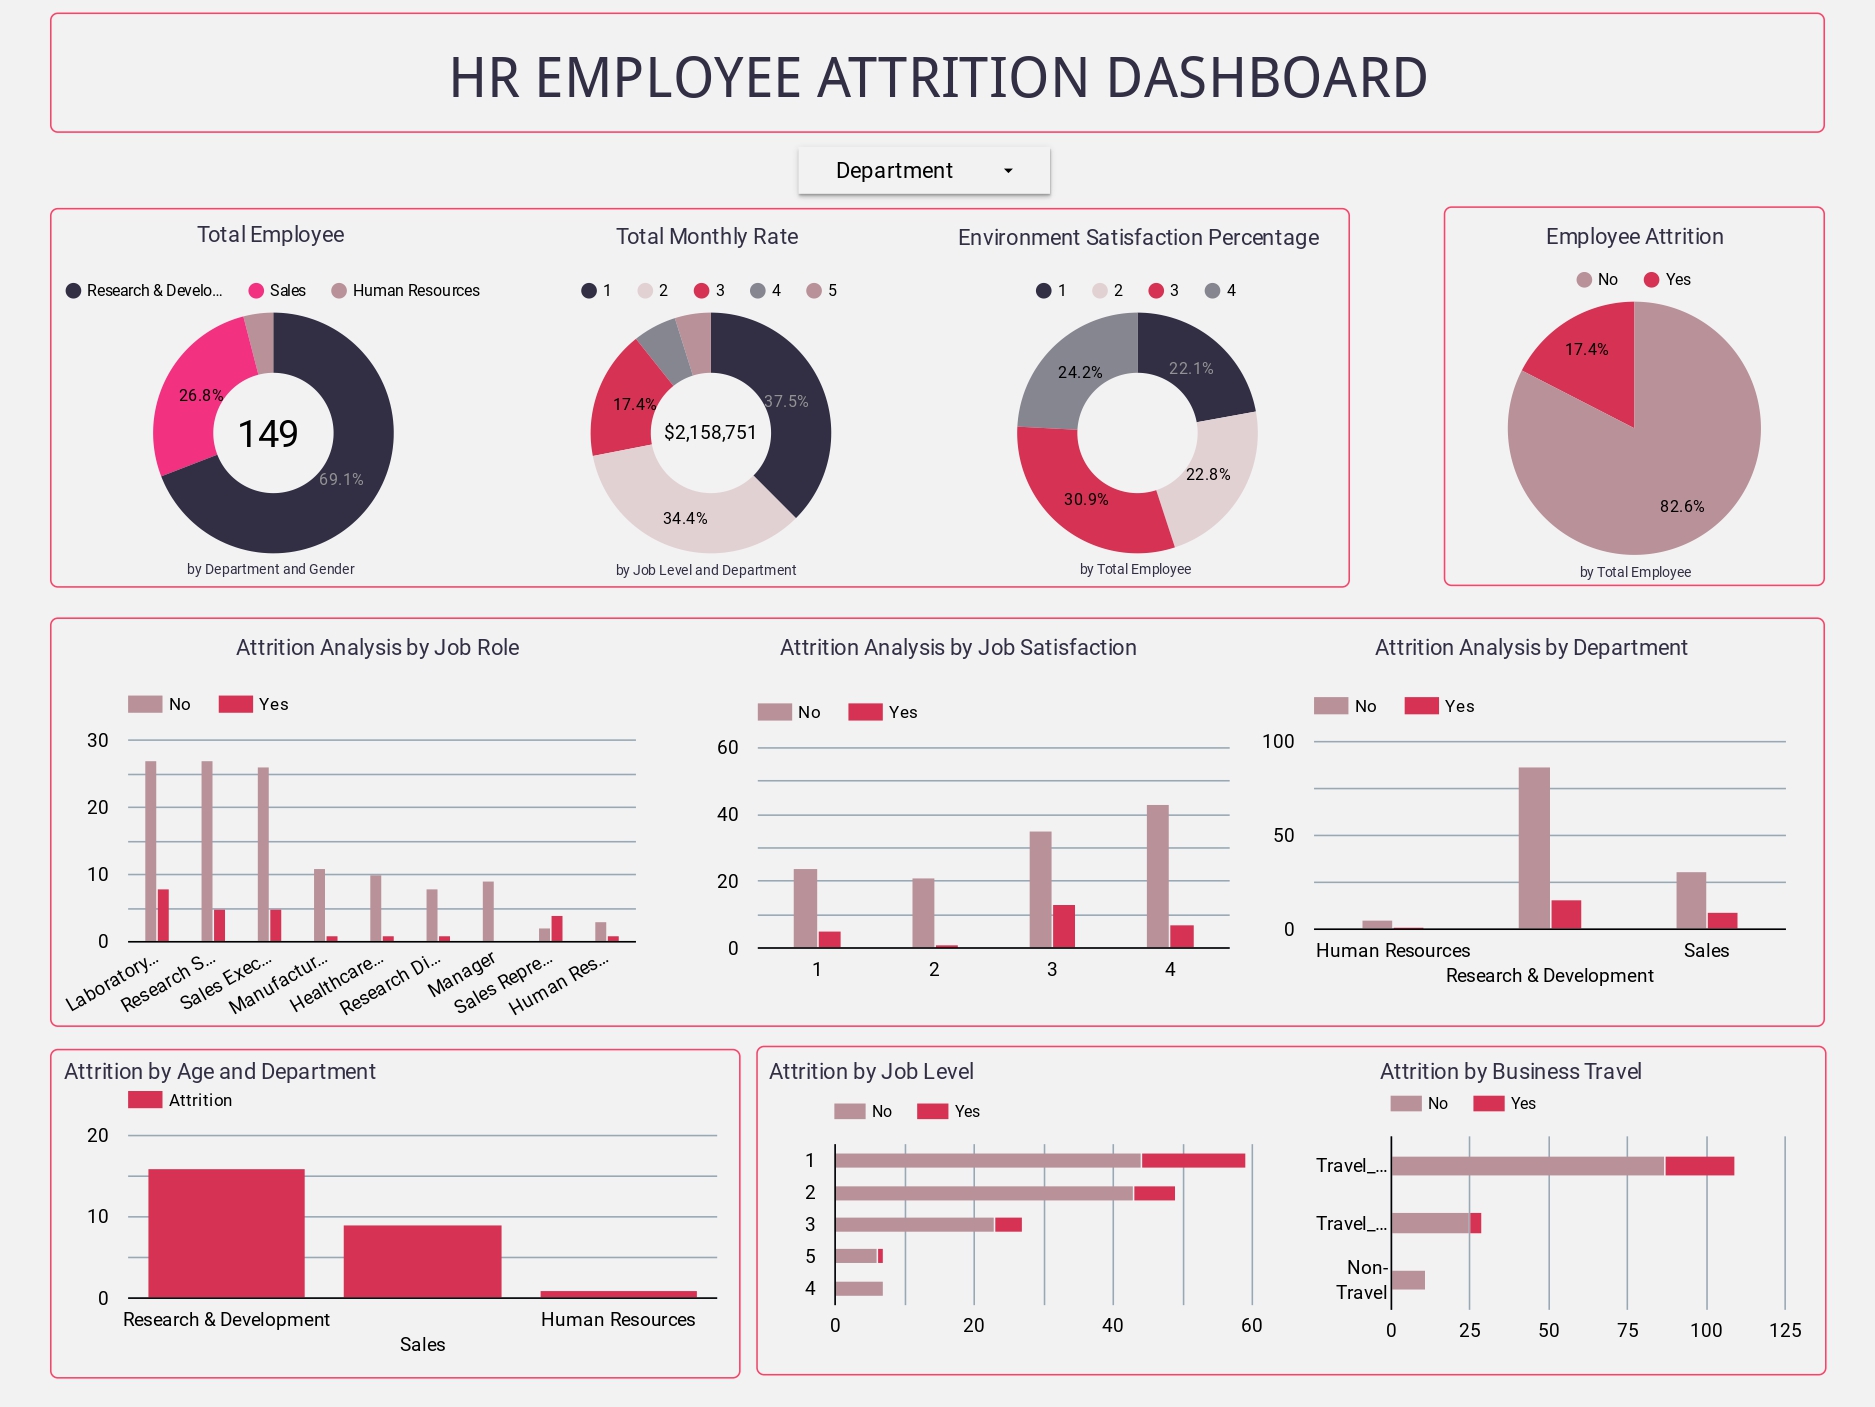 HR EMPLOYEE ATTRITION DASHBOARD
Department
Total Employee
Research & Develo...
Sales
Human Resources
26.8%
149
69.1%
by Department and Gender
Total Monthly Rate
1
2
3
4
5
17.4%
37.5%
$2,158,751
34.4%
by Job Level and Department
Environment Satisfaction Percentage
1
2
3
4
24.2%
22.1%
22.8%
30.9%
by Total Employee
Employee Attrition
No
Yes
17.4%
82.6%
by Total Employee
Attrition Analysis by Job Role
No
Yes
30
20
10
0
Laboratory...
Research S...
Sales Exec...
Manufactur...
Healthcare...
Research Di...
Manager
Sales Repre...
Human Res...
Attrition Analysis by Job Satisfaction
No
Yes
60
40
20
0
1
2
3
4
Attrition Analysis by Department
No
Yes
100
50
0
Human Resources
Research & Development
Sales
Attrition by Age and Department
Attrition
20
10
0
Research & Development
Sales
Human Resources
Attrition by Job Level
No
Yes
1
2
3
5
4
0
20
40
60
Attrition by Business Travel
No
Yes
Travel_...
Travel_...
Non-
Travel
0
25
50
75
100
125